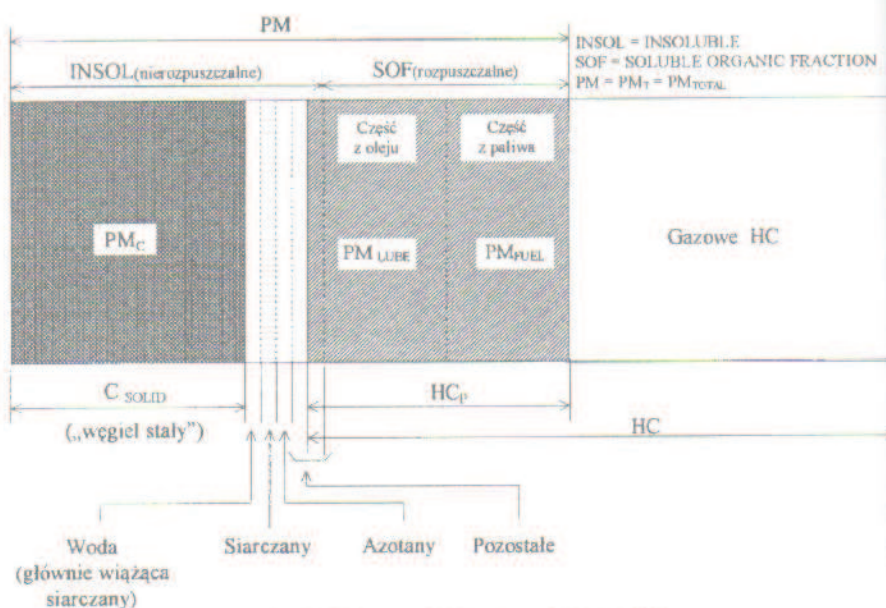 PM
INSOL(nierozpuszczalne)
SOF(rozpuszczalne)
INSOL = INSOLUBLE
SOF = SOLUBLE ORGANIC FRACTION
PM = PMT = PMTOTAL
Część
z oleju
Część
z paliwa
PMC
PM LUBE
PMFUEL
Gazowe HC
C SOLID
(„węgiel stały”)
HCP
HC
Woda
(głównie wiążąca
siarczany)
Siarczany
Azotany
Pozostałe